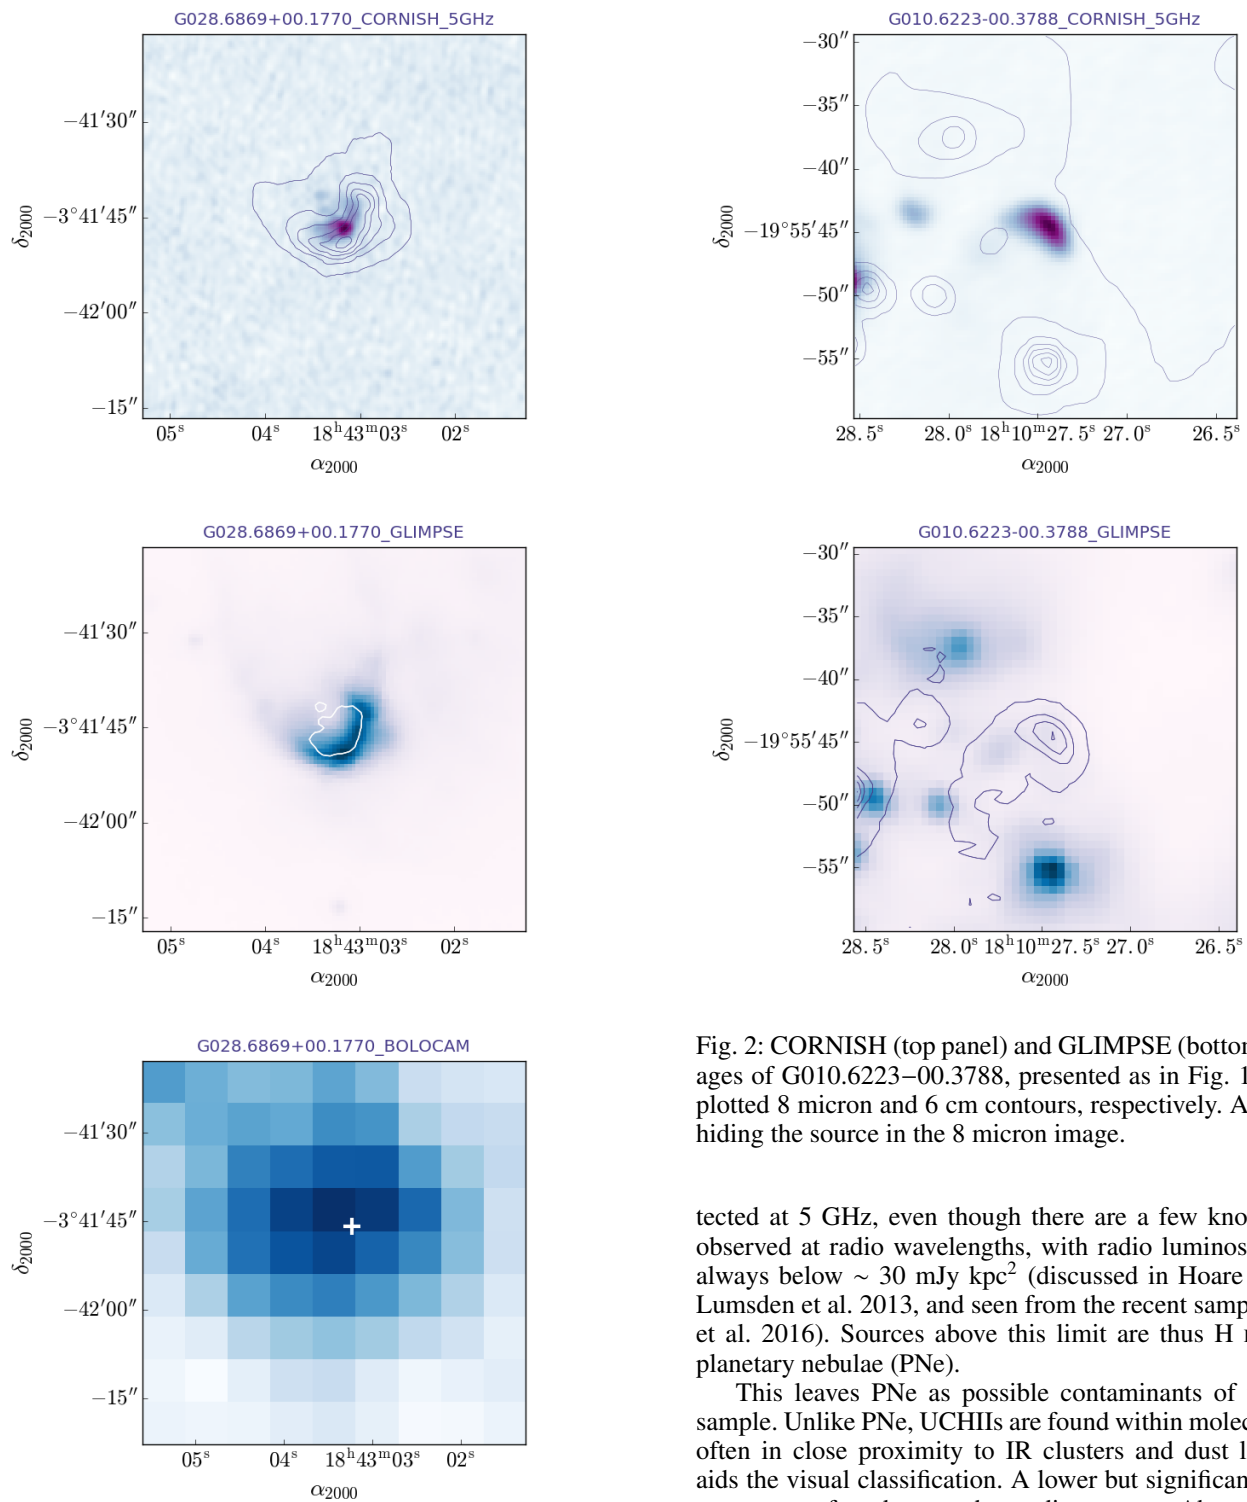 G028.6869+00.1770_CORNISH_5GHz
−41′30″
−3°41′45″
−42′00″
−15″
δ2000
05ˢ 04ˢ 18ʰ43ᵐ03ˢ 02ˢ
α2000
G028.6869+00.1770_GLIMPSE
−41′30″
−3°41′45″
−42′00″
−15″
δ2000
05ˢ 04ˢ 18ʰ43ᵐ03ˢ 02ˢ
α2000
G028.6869+00.1770_BOLOCAM
−41′30″
−3°41′45″
−42′00″
−15″
δ2000
05ˢ 04ˢ 18ʰ43ᵐ03ˢ 02ˢ
α2000
G010.6223-00.3788_CORNISH_5GHz
−30″
−35″
−40″
−19°55′45″
−50″
−55″
δ2000
28.5ˢ 28.0ˢ 18ʰ10ᵐ27.5ˢ 27.0ˢ 26.5ˢ
α2000
G010.6223-00.3788_GLIMPSE
−30″
−35″
−40″
−19°55′45″
−50″
−55″
δ2000
28.5ˢ 28.0ˢ 18ʰ10ᵐ27.5ˢ 27.0ˢ 26.5ˢ
α2000
Fig. 2: CORNISH (top panel) and GLIMPSE (bottom
ages of G010.6223−00.3788, presented as in Fig. 1
plotted 8 micron and 6 cm contours, respectively. A
hiding the source in the 8 micron image.
tected at 5 GHz, even though there are a few know
observed at radio wavelengths, with radio luminos
always below ∼ 30 mJy kpc² (discussed in Hoare
Lumsden et al. 2013, and seen from the recent samp
et al. 2016). Sources above this limit are thus H
planetary nebulae (PNe).
This leaves PNe as possible contaminants of
sample. Unlike PNe, UCHIIs are found within molec
often in close proximity to IR clusters and dust l
aids the visual classification. A lower but significan